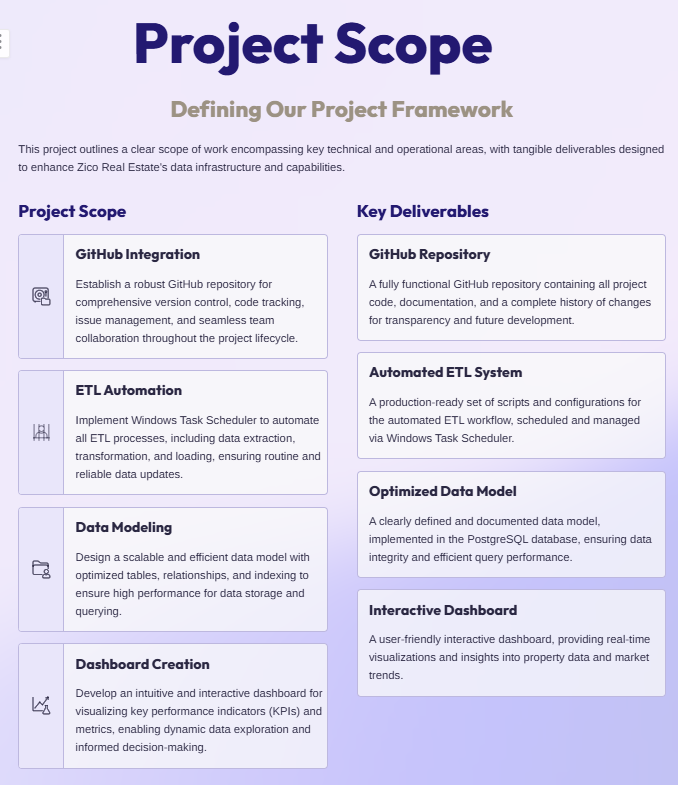 Project Scope
Defining Our Project Framework
This project outlines a clear scope of work encompassing key technical and operational areas, with tangible deliverables designed
to enhance Zico Real Estate's data infrastructure and capabilities.
Project Scope
GitHub Integration
Establish a robust GitHub repository for
comprehensive version control, code tracking,
issue management, and seamless team
collaboration throughout the project lifecycle.
ETL Automation
Implement Windows Task Scheduler to automate
all ETL processes, including data extraction,
transformation, and loading, ensuring routine and
reliable data updates.
Data Modeling
Design a scalable and efficient data model with
optimized tables, relationships, and indexing to
ensure high performance for data storage and
querying.
Dashboard Creation
Develop an intuitive and interactive dashboard for
visualizing key performance indicators (KPIs) and
metrics, enabling dynamic data exploration and
informed decision-making.
Key Deliverables
GitHub Repository
A fully functional GitHub repository containing all project
code, documentation, and a complete history of changes
for transparency and future development.
Automated ETL System
A production-ready set of scripts and configurations for
the automated ETL workflow, scheduled and managed
via Windows Task Scheduler.
Optimized Data Model
A clearly defined and documented data model,
implemented in the PostgreSQL database, ensuring data
integrity and efficient query performance.
Interactive Dashboard
A user-friendly interactive dashboard, providing real-time
visualizations and insights into property data and market
trends.